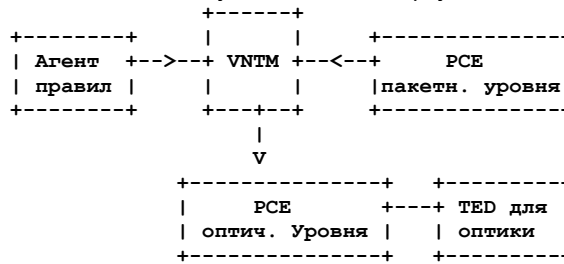 Агент правил
VNTM
PCE
пакетн. уровня
PCE
оптич. Уровня
TED для
оптики